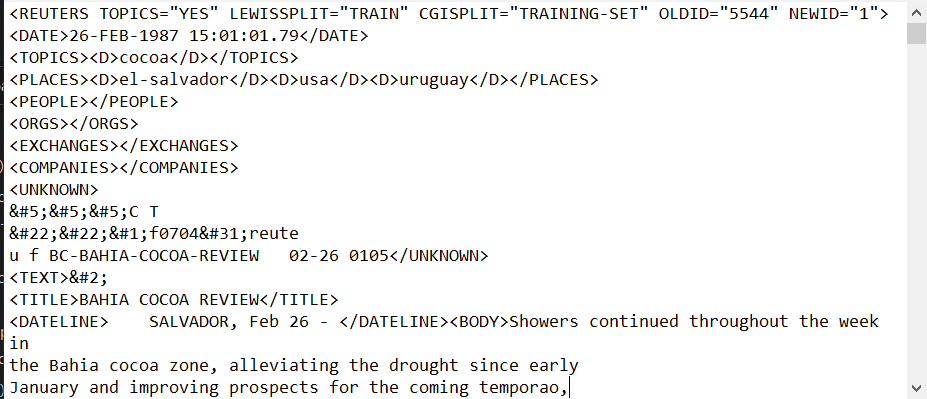 <REUTERS TOPICS="YES" LEWISSPLIT="TRAIN" CGISPLIT="TRAINING-SET" OLDID="5544" NEWID="1">
<DATE>26-FEB-1987 15:01:01.79</DATE>
<TOPICS><D>cocoa</D></TOPICS>
<PLACES><D>el-salvador</D><D>usa</D><D>uruguay</D></PLACES>
<PEOPLE></PEOPLE>
<ORGS></ORGS>
<EXCHANGES></EXCHANGES>
<COMPANIES></COMPANIES>
<UNKNOWN>
&#5;&#5;&#5;C T
&#22;&#22;&#1;f0704&#31;reute
u f BC-BAHIA-COCOA-REVIEW   02-26 0105</UNKNOWN>
<TEXT>&#2;
<TITLE>BAHIA COCOA REVIEW</TITLE>
<DATELINE>    SALVADOR, Feb 26 - </DATELINE><BODY>Showers continued throughout the week
in
the Bahia cocoa zone, alleviating the drought since early
January and improving prospects for the coming temporao,